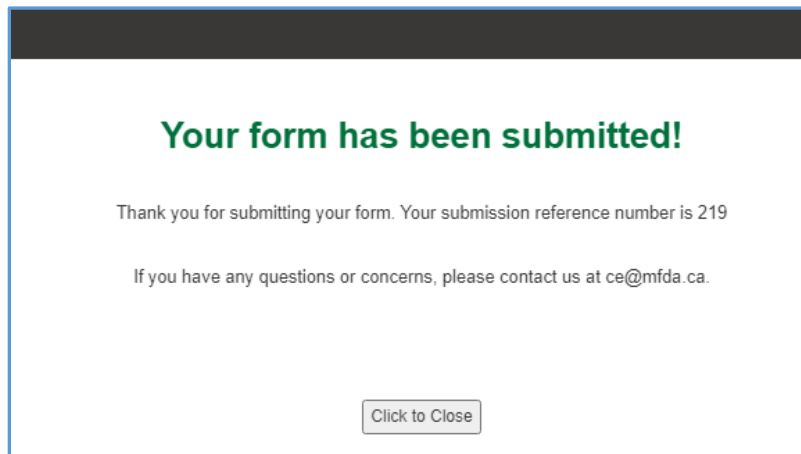 Your form has been submitted!
Thank you for submitting your form. Your submission reference number is 219
If you have any questions or concerns, please contact us at ce@mfda.ca.
Click to Close